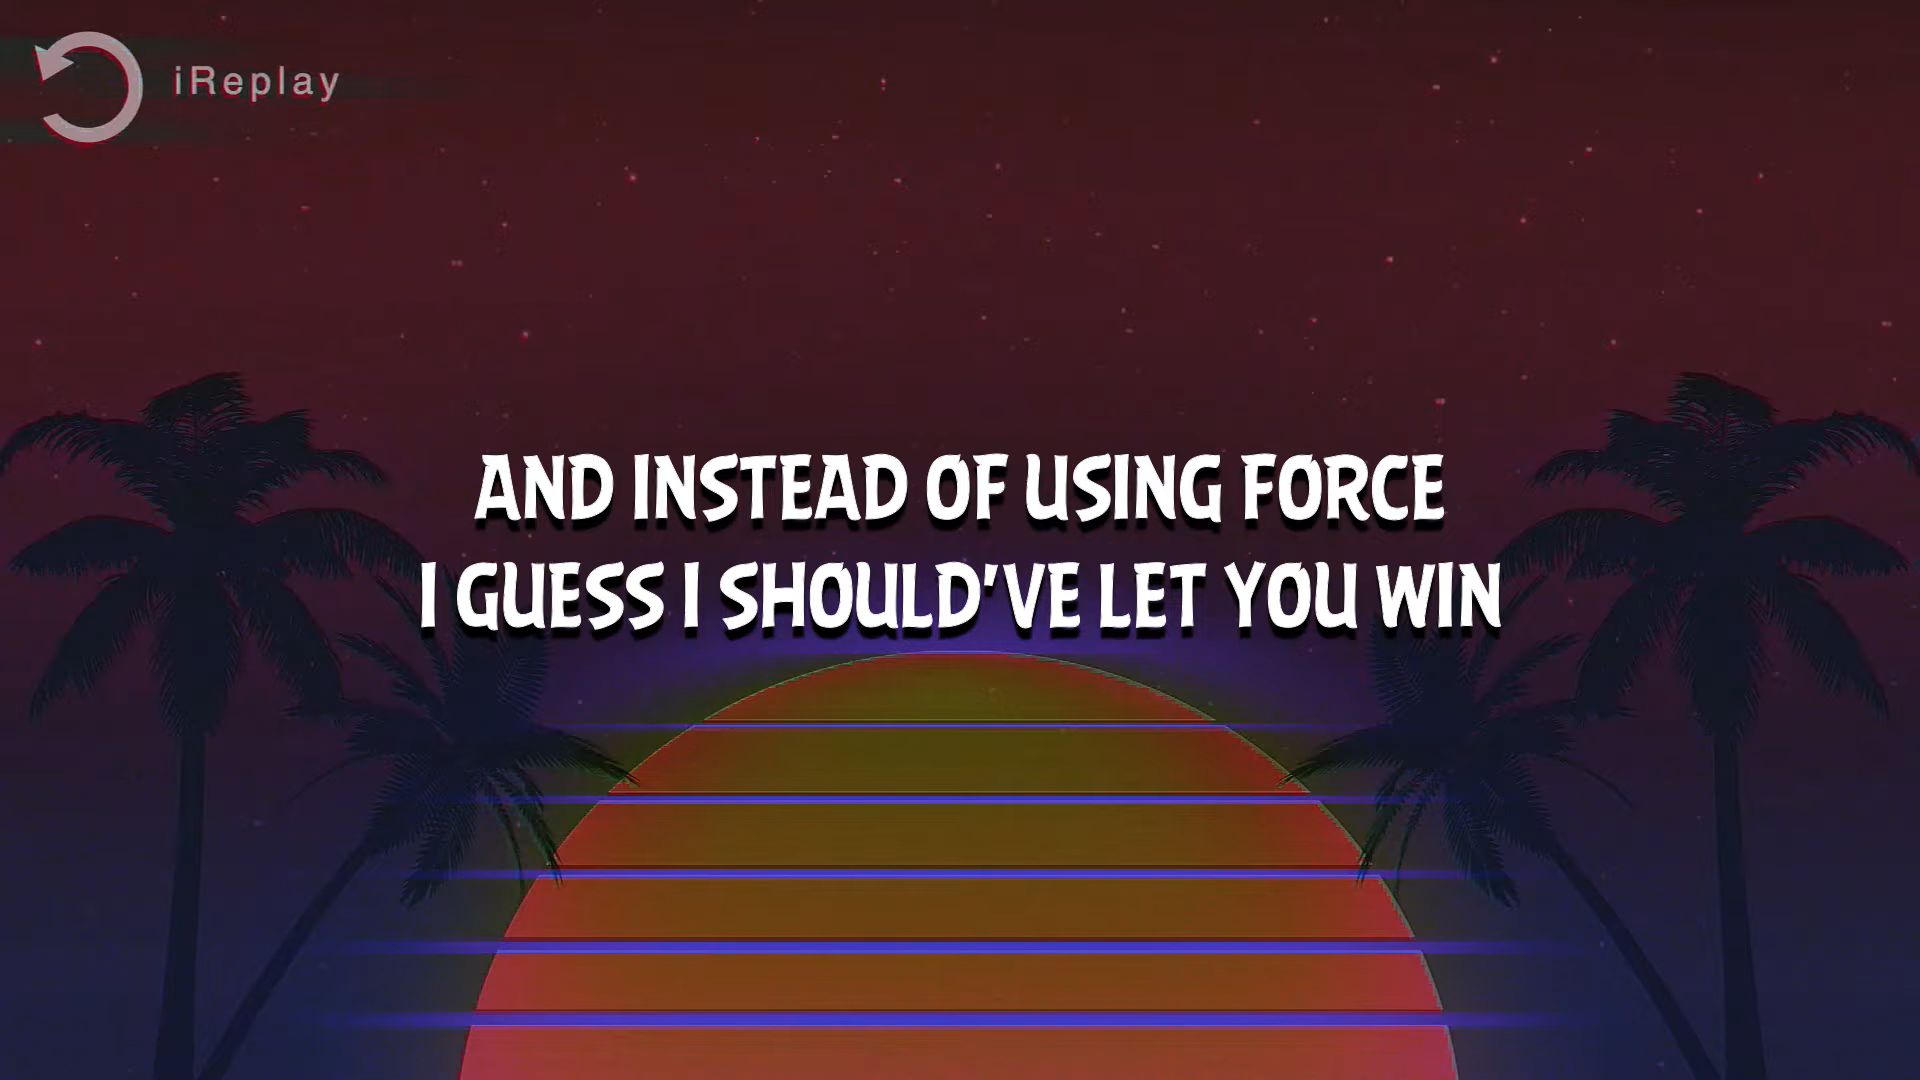 iReplay
AND INSTEAD OF USING FORCE
I GUESS I SHOULD'VE LET YOU WIN